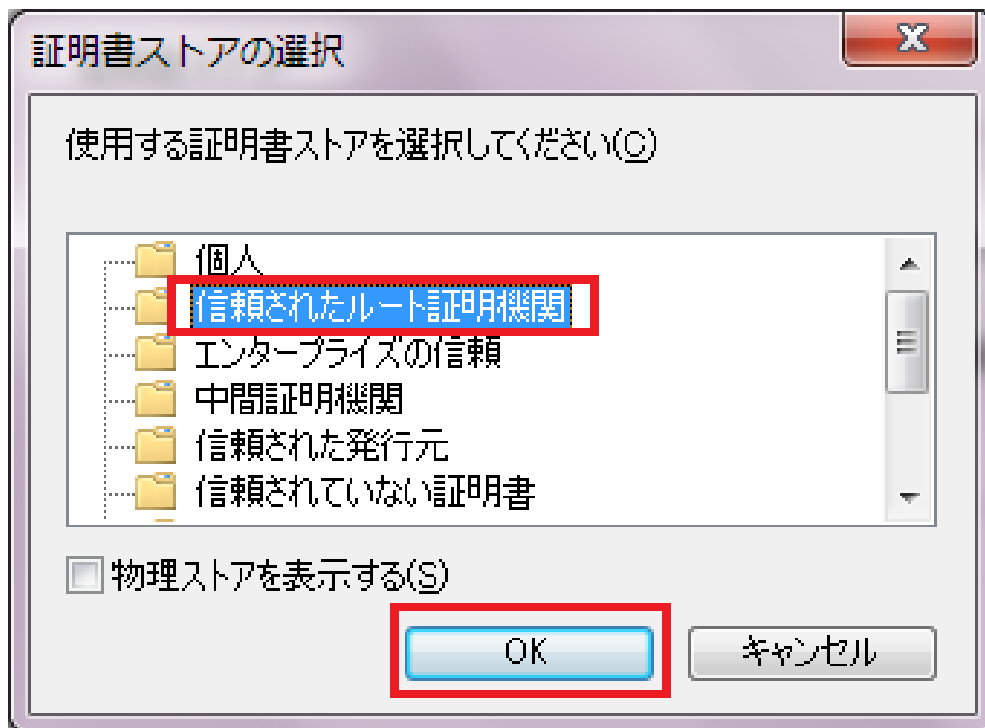 証明書ストアの選択
使用する証明書ストアを選択してください(C)
個人
信頼されたルート証明機関
エンタープライズの信頼
中間証明機関
信頼された発行元
信頼されていない証明書
物理ストアを表示する(S)
OK キャンセル